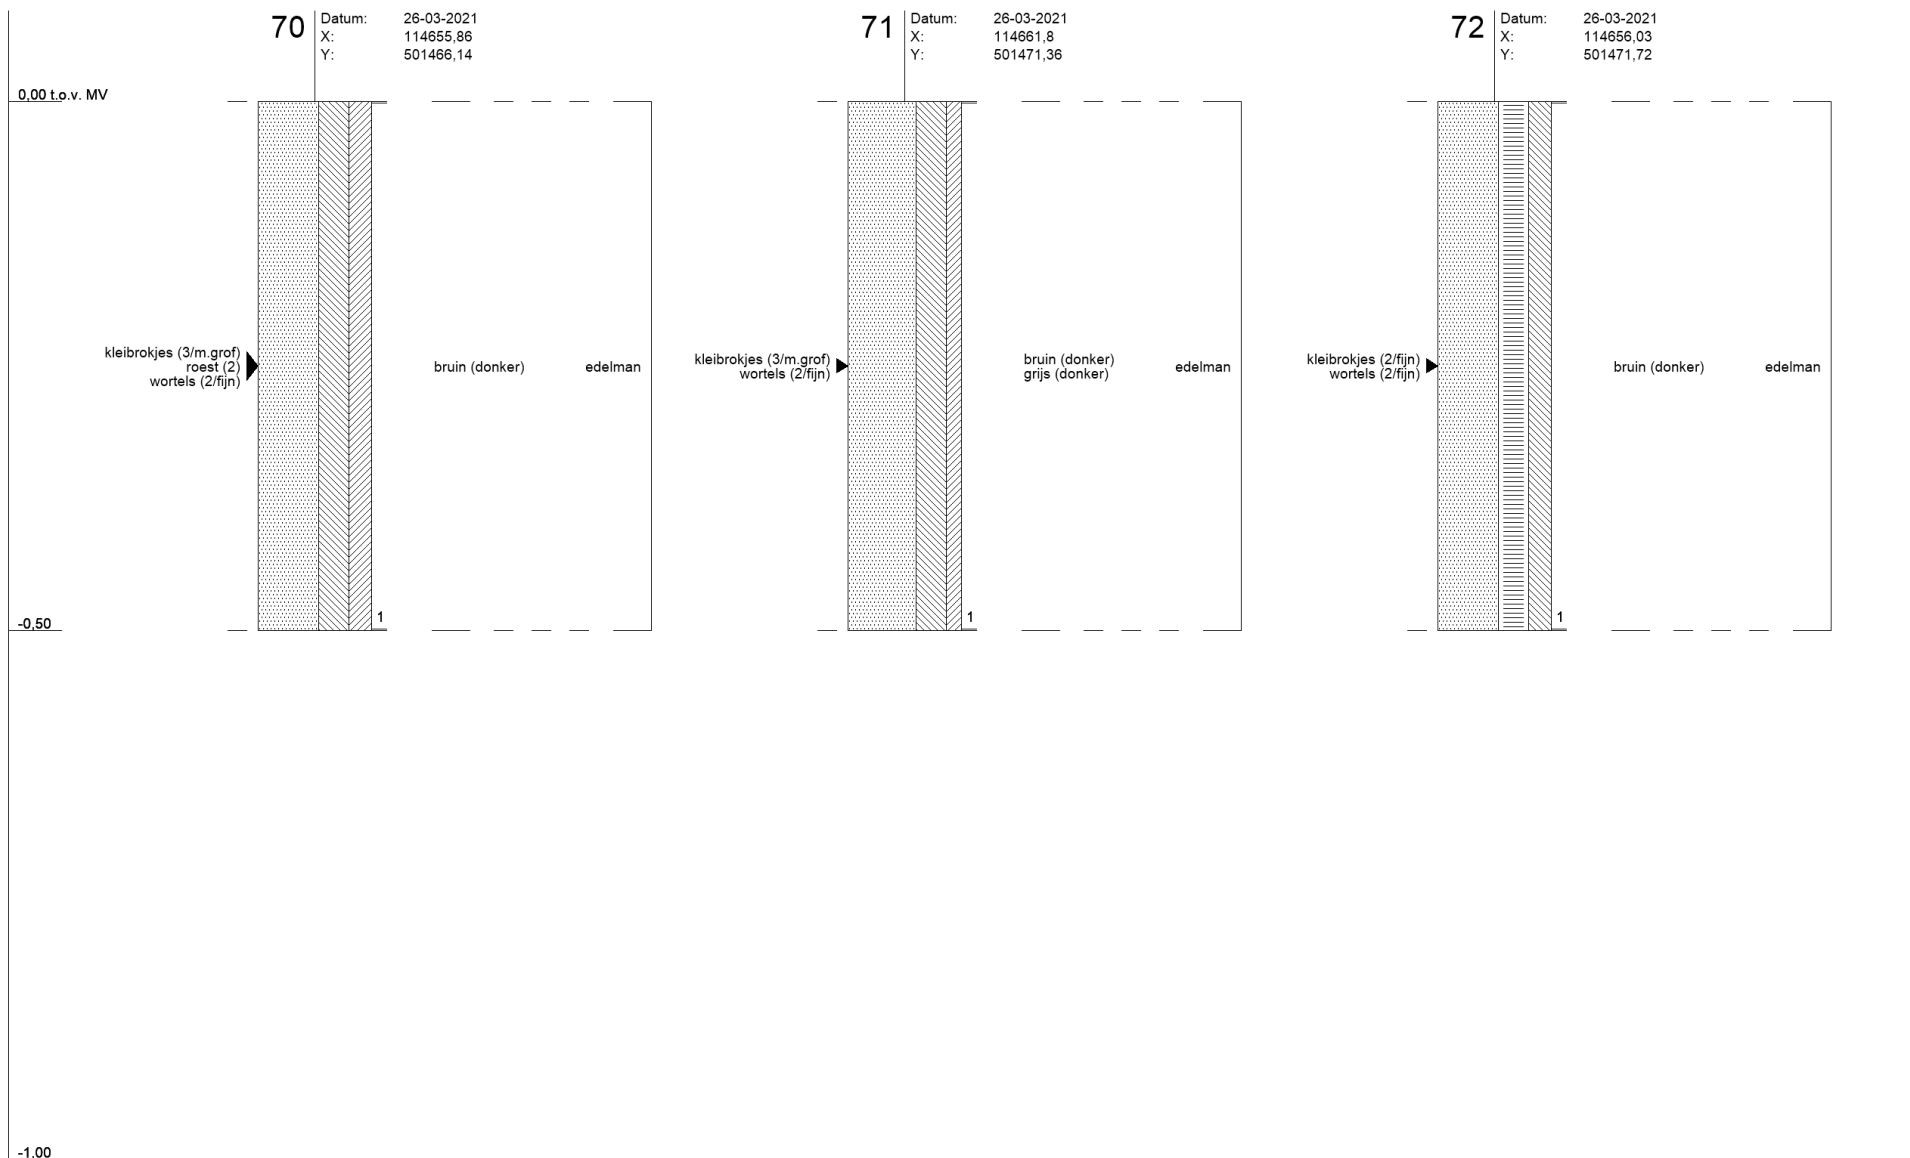 70
Datum: 26-03-2021
X: 114655,86
Y: 501466,14
71
Datum: 26-03-2021
X: 114661,8
Y: 501471,36
72
Datum: 26-03-2021
X: 114656,03
Y: 501471,72
0,00 t.o.v. MV
kleibrokjes (3/m.grof)
roest (2)
wortels (2/fijn)
bruin (donker)
edelman
1
kleibrokjes (3/m.grof)
wortels (2/fijn)
bruin (donker)
grijs (donker)
edelman
1
kleibrokjes (2/fijn)
wortels (2/fijn)
bruin (donker)
edelman
1
-0,50
-1,00